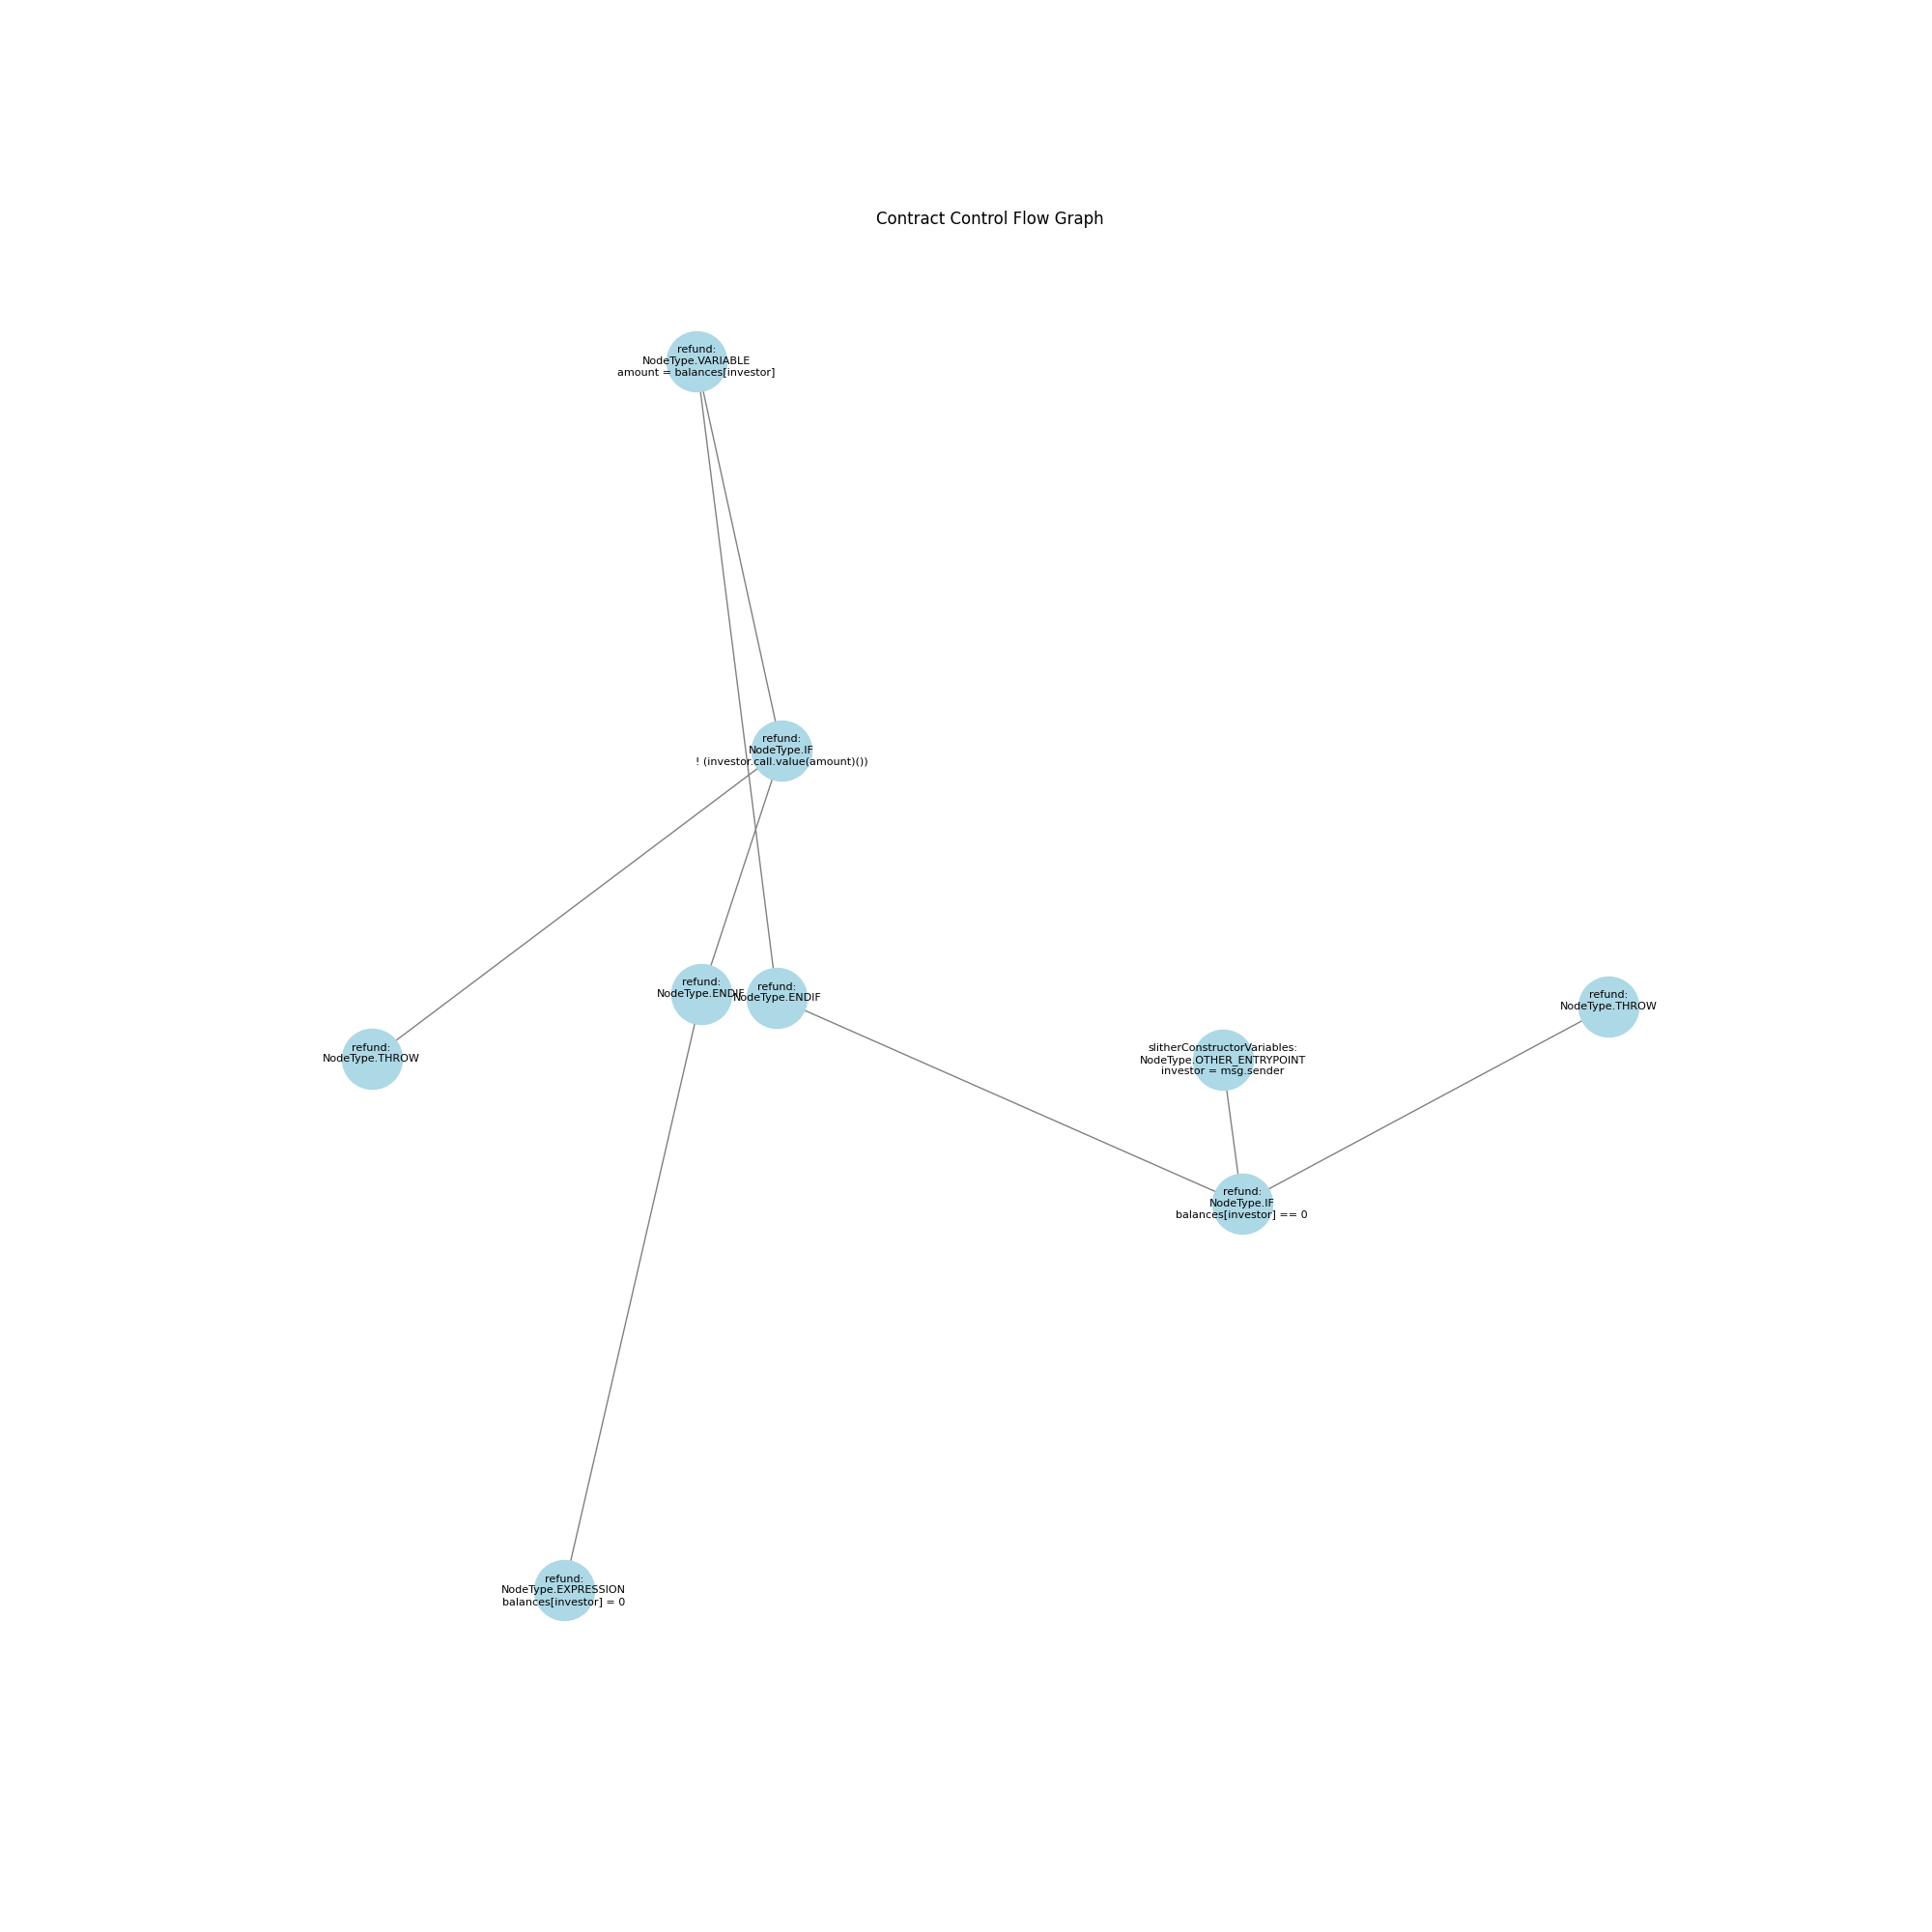 Contract Control Flow Graph
refund:
NodeType.VARIABLE
amount = balances[investor]
refund:
NodeType.IF
! (investor.call.value(amount)())
refund:
NodeType.ENDIF
refund:
NodeType.ENDIF
refund:
NodeType.THROW
refund:
NodeType.THROW
slitherConstructorVariables:
NodeType.OTHER_ENTRYPOINT
investor = msg.sender
refund:
NodeType.IF
balances[investor] == 0
refund:
NodeType.EXPRESSION
balances[investor] = 0